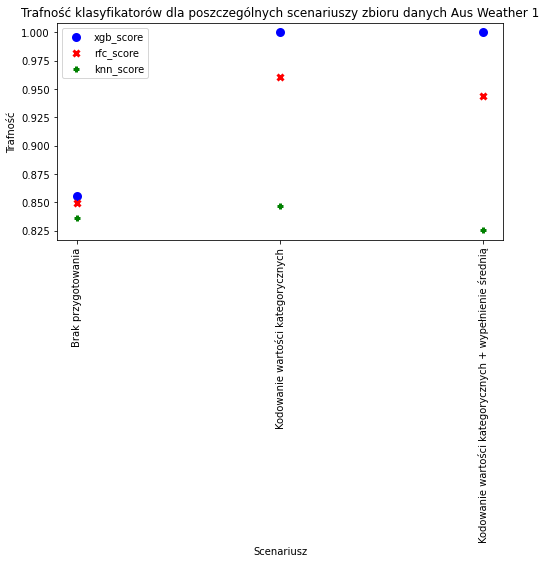 Trafność klasyfikatorów dla poszczególnych scenariuszy zbioru danych Aus Weather 1
xgb_score
rfc_score
knn_score
1.000
0.975
0.950
0.925
0.900
0.875
0.850
0.825
Trafność
Brak przygotowania
Kodowanie wartości kategorycznych
Kodowanie wartości kategorycznych + wypełnienie średnią
Scenariusz